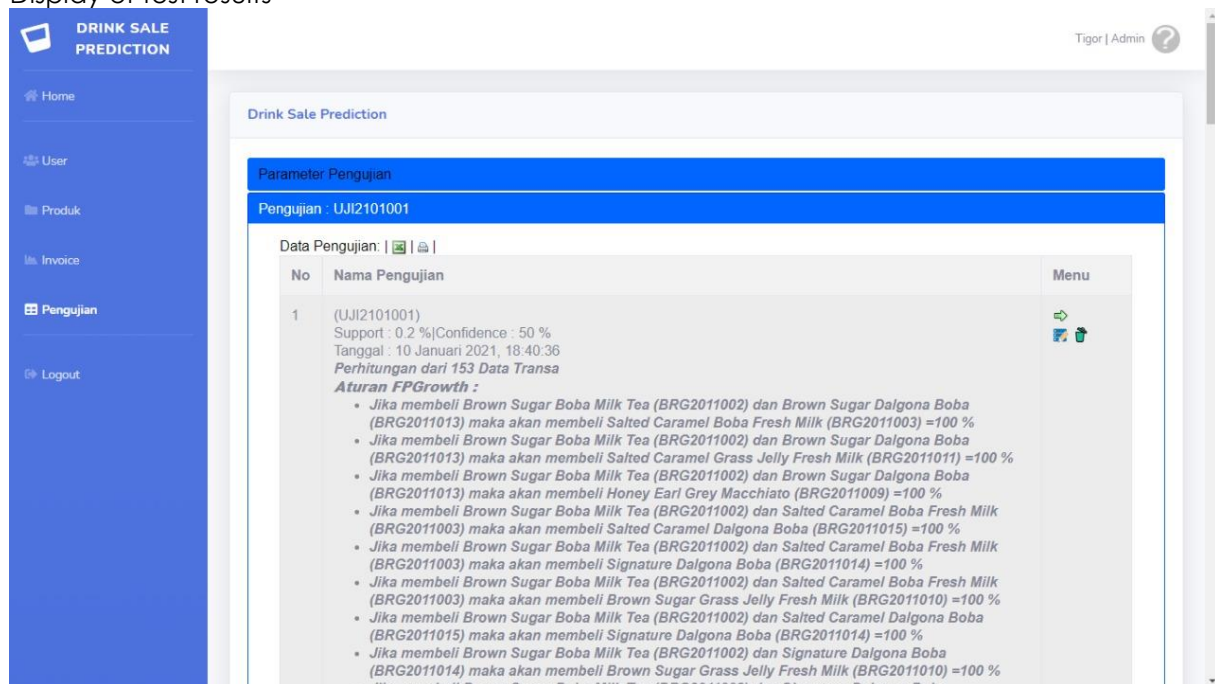 Display of test results
DRINK SALE
PREDICTION
Tigor | Admin
Home
Drink Sale Prediction
User
Parameter Pengujian
Produk
Pengujian : UJI2101001
Data Pengujian: | | |
Invoice
No Nama Pengujian Menu
Pengujian
1 (UJI2101001)
Support : 0.2 %|Confidence : 50 %
Tanggal : 10 Januari 2021, 18:40:36
Perhitungan dari 153 Data Transa
Logout
Aturan FPGrowth :
• Jika membeli Brown Sugar Boba Milk Tea (BRG2011002) dan Brown Sugar Dalgona Boba
(BRG2011013) maka akan membeli Salted Caramel Boba Fresh Milk (BRG2011003) =100 %
• Jika membeli Brown Sugar Boba Milk Tea (BRG2011002) dan Brown Sugar Dalgona Boba
(BRG2011013) maka akan membeli Salted Caramel Grass Jelly Fresh Milk (BRG2011011) =100 %
• Jika membeli Brown Sugar Boba Milk Tea (BRG2011002) dan Brown Sugar Dalgona Boba
(BRG2011013) maka akan membeli Honey Earl Grey Macchiato (BRG2011009) =100 %
• Jika membeli Brown Sugar Boba Milk Tea (BRG2011002) dan Salted Caramel Boba Fresh Milk
(BRG2011003) maka akan membeli Salted Caramel Dalgona Boba (BRG2011015) =100 %
• Jika membeli Brown Sugar Boba Milk Tea (BRG2011002) dan Salted Caramel Boba Fresh Milk
(BRG2011003) maka akan membeli Signature Dalgona Boba (BRG2011014) =100 %
• Jika membeli Brown Sugar Boba Milk Tea (BRG2011002) dan Salted Caramel Boba Fresh Milk
(BRG2011003) maka akan membeli Brown Sugar Grass Jelly Fresh Milk (BRG2011010) =100 %
• Jika membeli Brown Sugar Boba Milk Tea (BRG2011002) dan Salted Caramel Dalgona Boba
(BRG2011015) maka akan membeli Signature Dalgona Boba (BRG2011014) =100 %
• Jika membeli Brown Sugar Boba Milk Tea (BRG2011002) dan Signature Dalgona Boba
(BRG2011014) maka akan membeli Brown Sugar Grass Jelly Fresh Milk (BRG2011010) =100 %